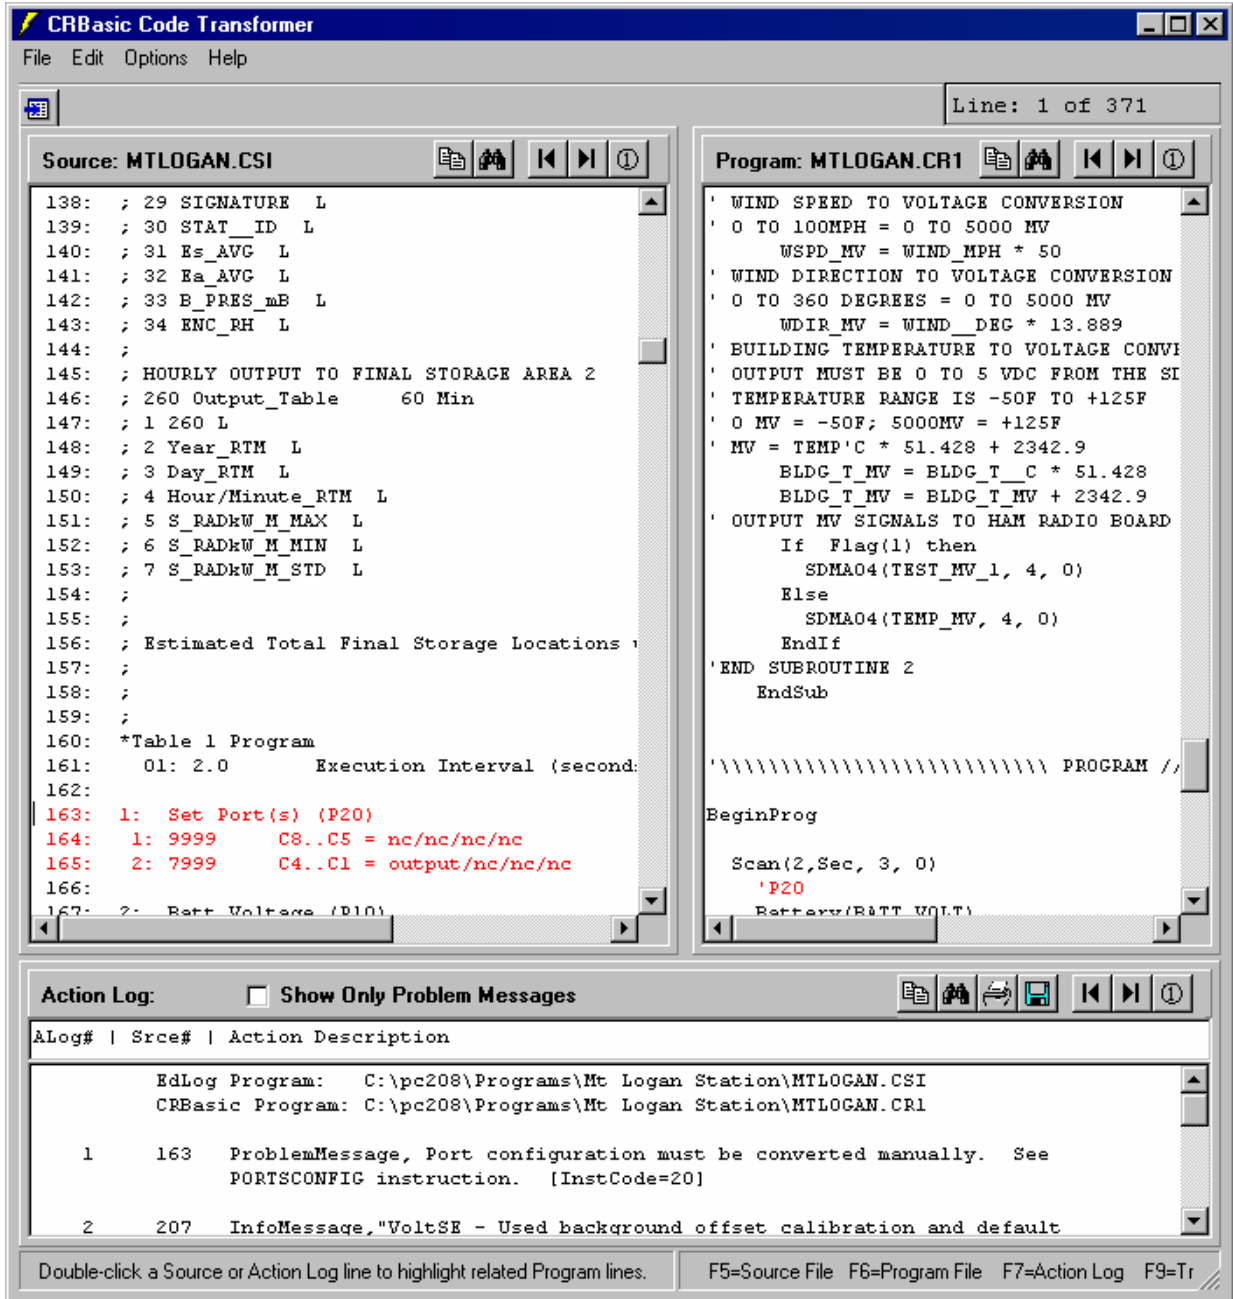 CRBasic Code Transformer
File Edit Options Help
Line: 1 of 371
Source: MTLOGAN.CSI
138: ; 29 SIGNATURE L
139: ; 30 STAT__ID L
140: ; 31 Es_AVG L
141: ; 32 Ea_AVG L
142: ; 33 B_PRES_mB L
143: ; 34 ENC_RH L
144: ;
145: ; HOURLY OUTPUT TO FINAL STORAGE AREA 2
146: ; 260 Output_Table 60 Min
147: ; 1 260 L
148: ; 2 Year_RTM L
149: ; 3 Day_RTM L
150: ; 4 Hour/Minute_RTM L
151: ; 5 S_RADkW_M_MAX L
152: ; 6 S_RADkW_M_MIN L
153: ; 7 S_RADkW_M_STD L
154: ;
155: ;
156: ; Estimated Total Final Storage Locations
157: ;
158: ;
159: ;
160: *Table 1 Program
161: 01: 2.0 Execution Interval (second
162:
163: 1: Set Port(s) (P20)
164: 1: 9999 C8..C5 = nc/nc/nc/nc
165: 2: 7999 C4..C1 = output/nc/nc/nc
166:
167: 2: Batt Voltage (P10)
Program: MTLOGAN.CR1
' WIND SPEED TO VOLTAGE CONVERSION
' 0 TO 100MPH = 0 TO 5000 MV
WSPD_MV = WIND_MPH * 50
' WIND DIRECTION TO VOLTAGE CONVERSION
' 0 TO 360 DEGREES = 0 TO 5000 MV
WDIR_MV = WIND__DEG * 13.889
' BUILDING TEMPERATURE TO VOLTAGE CONVE
' OUTPUT MUST BE 0 TO 5 VDC FROM THE SD
' TEMPERATURE RANGE IS -50F TO +125F
' 0 MV = -50F; 5000MV = +125F
' MV = TEMP'C * 51.428 + 2342.9
BLDG_T_MV = BLDG_T__C * 51.428
BLDG_T_MV = BLDG_T_MV + 2342.9
' OUTPUT MV SIGNALS TO HAM RADIO BOARD
If Flag(1) then
SDMAO4(TEST_MV_1, 4, 0)
Else
SDMAO4(TEMP_MV, 4, 0)
EndIf
'END SUBROUTINE 2
EndSub
'\\\\\\\\\\\\\\\\\\\\\\\\\\\ PROGRAM //
BeginProg
Scan(2,Sec, 3, 0)
'P20
Battery(BATT_VOLT)
Action Log: Show Only Problem Messages
ALog# | Srce# | Action Description
EdLog Program: C:\pc208\Programs\Mt Logan Station\MTLOGAN.CSI
CRBasic Program: C:\pc208\Programs\Mt Logan Station\MTLOGAN.CR1
1 163 ProblemMessage, Port configuration must be converted manually. See
PORTSCONFIG instruction. [InstCode=20]
2 207 InfoMessage,"VoltSE - Used background offset calibration and default
Double-click a Source or Action Log line to highlight related Program lines.
F5=Source File F6=Program File F7=Action Log F9=Tr